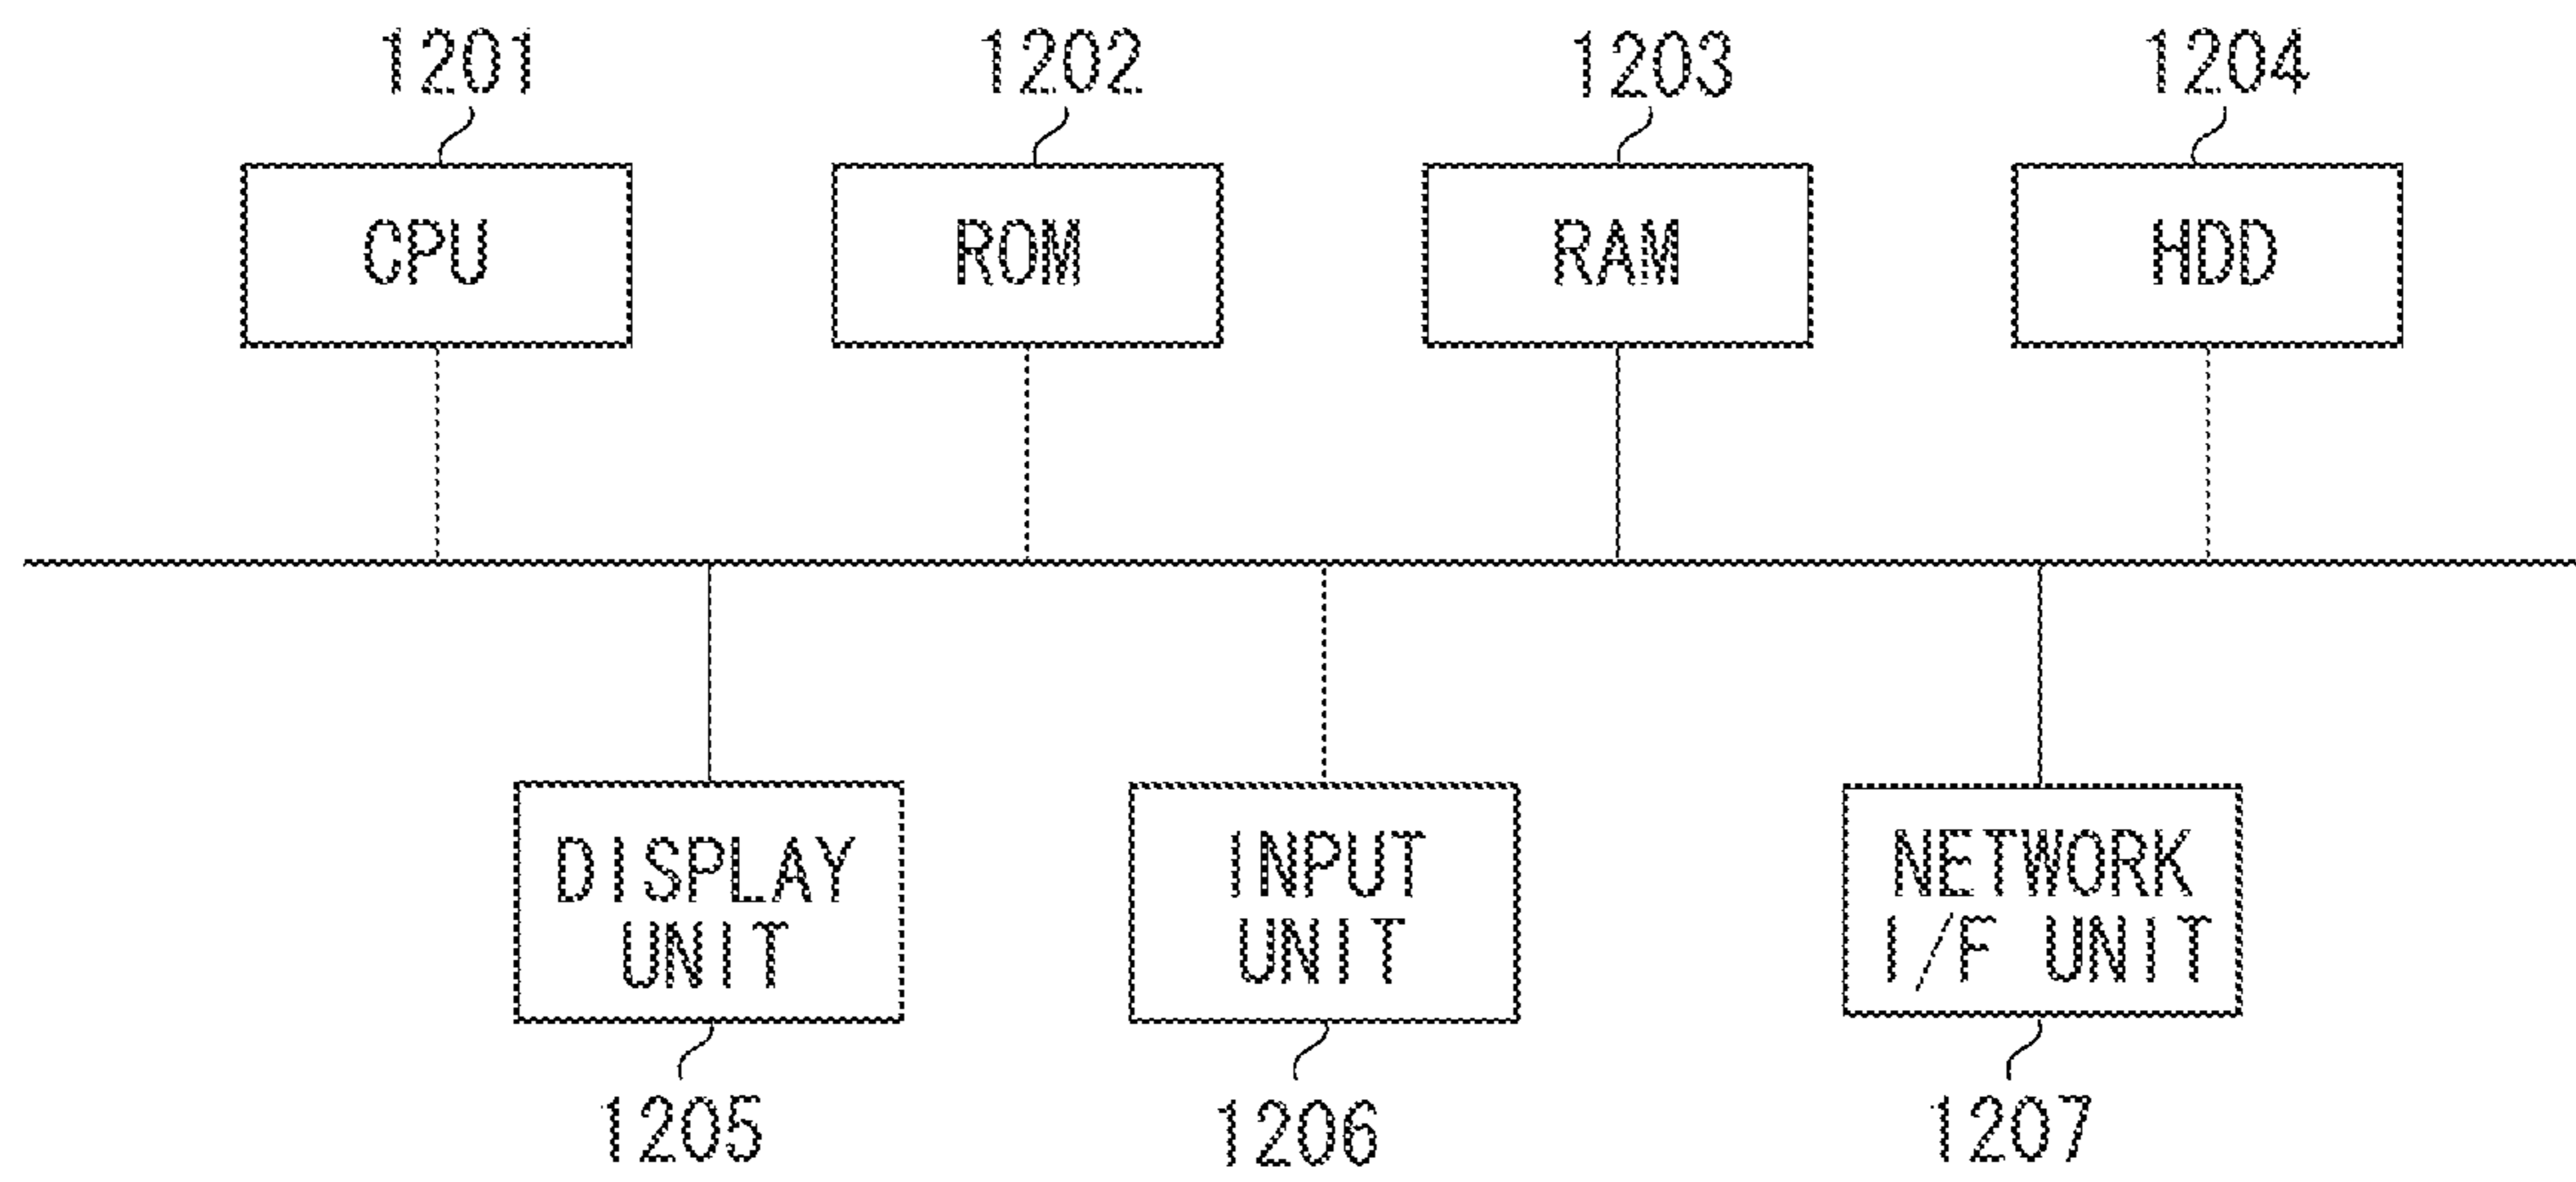 1201
1202
1203
1204
CPU
ROM
RAM
HDD
DISPLAY
UNIT
INPUT
UNIT
NETWORK
I/F UNIT
1205
1206
1207